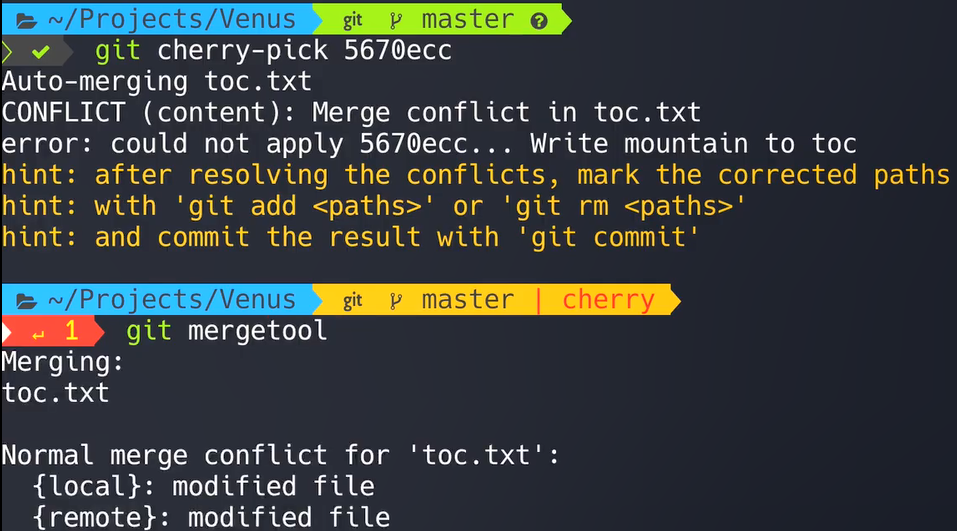 ~/Projects/Venus git master ?
✔ git cherry-pick 5670ecc
Auto-merging toc.txt
CONFLICT (content): Merge conflict in toc.txt
error: could not apply 5670ecc... Write mountain to toc
hint: after resolving the conflicts, mark the corrected paths
hint: with 'git add <paths>' or 'git rm <paths>'
hint: and commit the result with 'git commit'
~/Projects/Venus git master | cherry
↵ 1 git mergetool
Merging:
toc.txt
Normal merge conflict for 'toc.txt':
{local}: modified file
{remote}: modified file